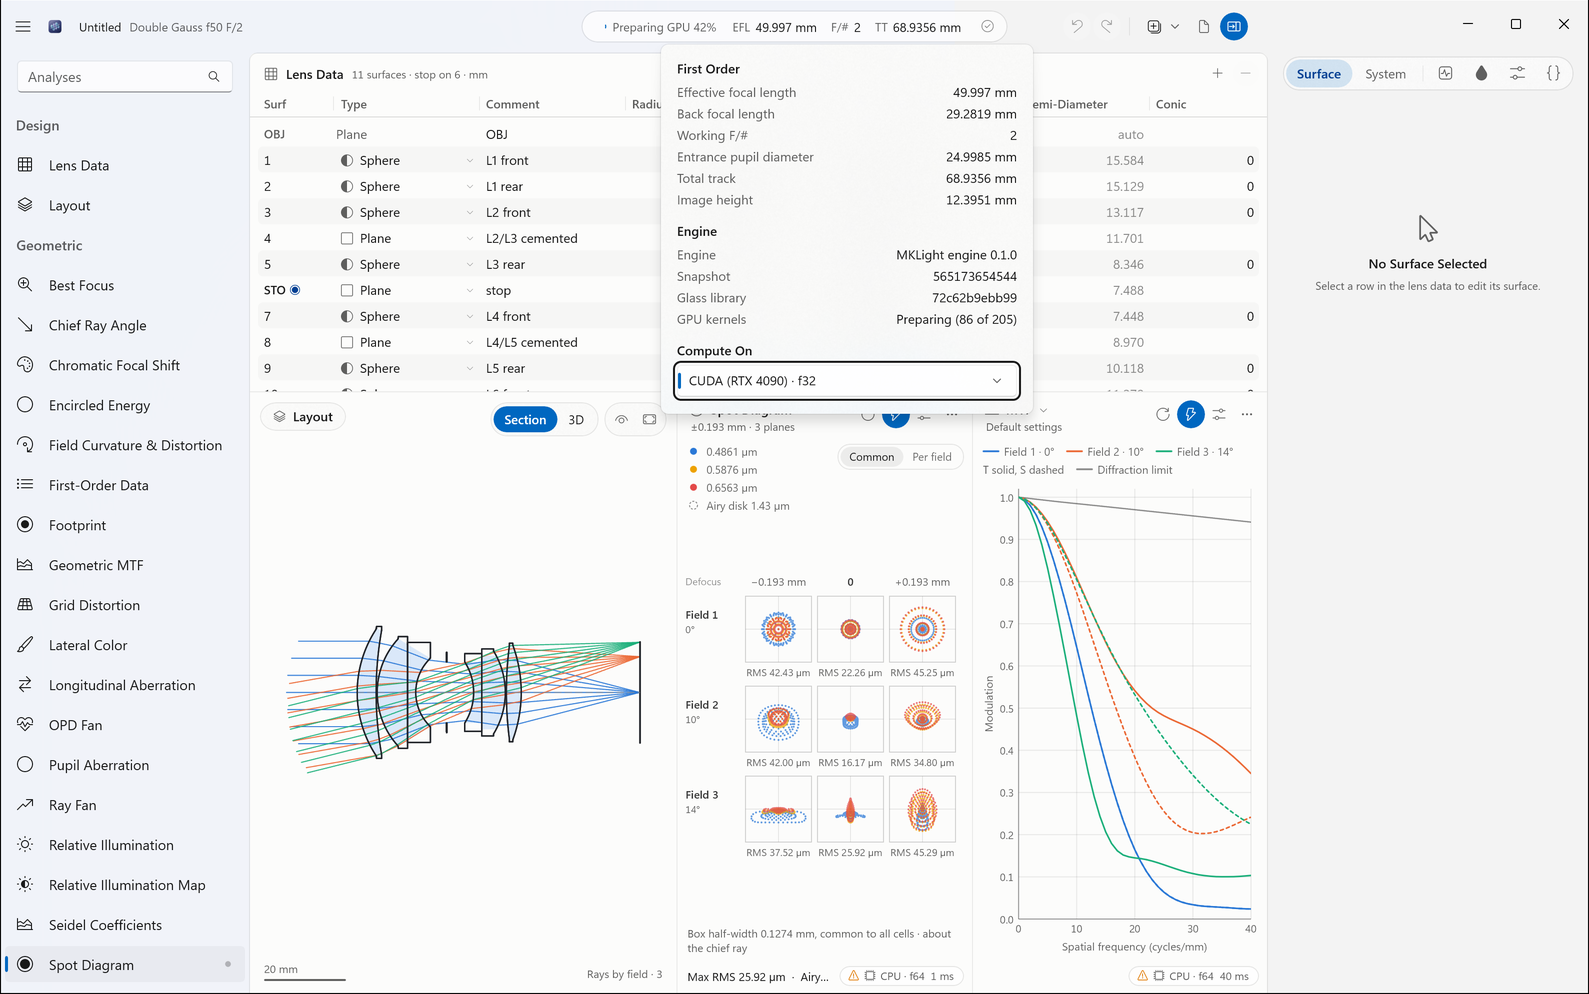 Untitled Double Gauss f50 F/2
Preparing GPU 42% EFL 49.997 mm F/# 2 TT 68.9356 mm
Analyses
Design
Lens Data
Layout
Geometric
Best Focus
Chief Ray Angle
Chromatic Focal Shift
Encircled Energy
Field Curvature & Distortion
First-Order Data
Footprint
Geometric MTF
Grid Distortion
Lateral Color
Longitudinal Aberration
OPD Fan
Pupil Aberration
Ray Fan
Relative Illumination
Relative Illumination Map
Seidel Coefficients
Spot Diagram
Lens Data 11 surfaces · stop on 6 · mm
Surf Type Comment Radiu emi-Diameter Conic
OBJ Plane OBJ auto
1 Sphere L1 front 15.584 0
2 Sphere L1 rear 15.129 0
3 Sphere L2 front 13.117 0
4 Plane L2/L3 cemented 11.701
5 Sphere L3 rear 8.346 0
STO Plane stop 7.488
7 Sphere L4 front 7.448 0
8 Plane L4/L5 cemented 8.970
9 Sphere L5 rear 10.118 0
First Order
Effective focal length 49.997 mm
Back focal length 29.2819 mm
Working F/# 2
Entrance pupil diameter 24.9985 mm
Total track 68.9356 mm
Image height 12.3951 mm
Engine
Engine MKLight engine 0.1.0
Snapshot 565173654544
Glass library 72c62b9ebb99
GPU kernels Preparing (86 of 205)
Compute On
CUDA (RTX 4090) · f32
Layout
Section 3D
20 mm
Rays by field · 3
Spot Diagram
±0.193 mm · 3 planes
0.4861 µm
0.5876 µm
0.6563 µm
Airy disk 1.43 µm
Common Per field
Defocus −0.193 mm 0 +0.193 mm
Field 1
0°
RMS 42.43 µm RMS 22.26 µm RMS 45.25 µm
Field 2
10°
RMS 42.00 µm RMS 16.17 µm RMS 34.80 µm
Field 3
14°
RMS 37.52 µm RMS 25.92 µm RMS 45.29 µm
Box half-width 0.1274 mm, common to all cells · about
the chief ray
Max RMS 25.92 µm · Airy... CPU · f64 1 ms
Default settings
Field 1 · 0° Field 2 · 10° Field 3 · 14°
T solid, S dashed Diffraction limit
1.0
0.9
0.8
0.7
0.6
0.5
0.4
0.3
0.2
0.1
0.0
Modulation
0 10 20 30 40
Spatial frequency (cycles/mm)
CPU · f64 40 ms
Surface System
No Surface Selected
Select a row in the lens data to edit its surface.